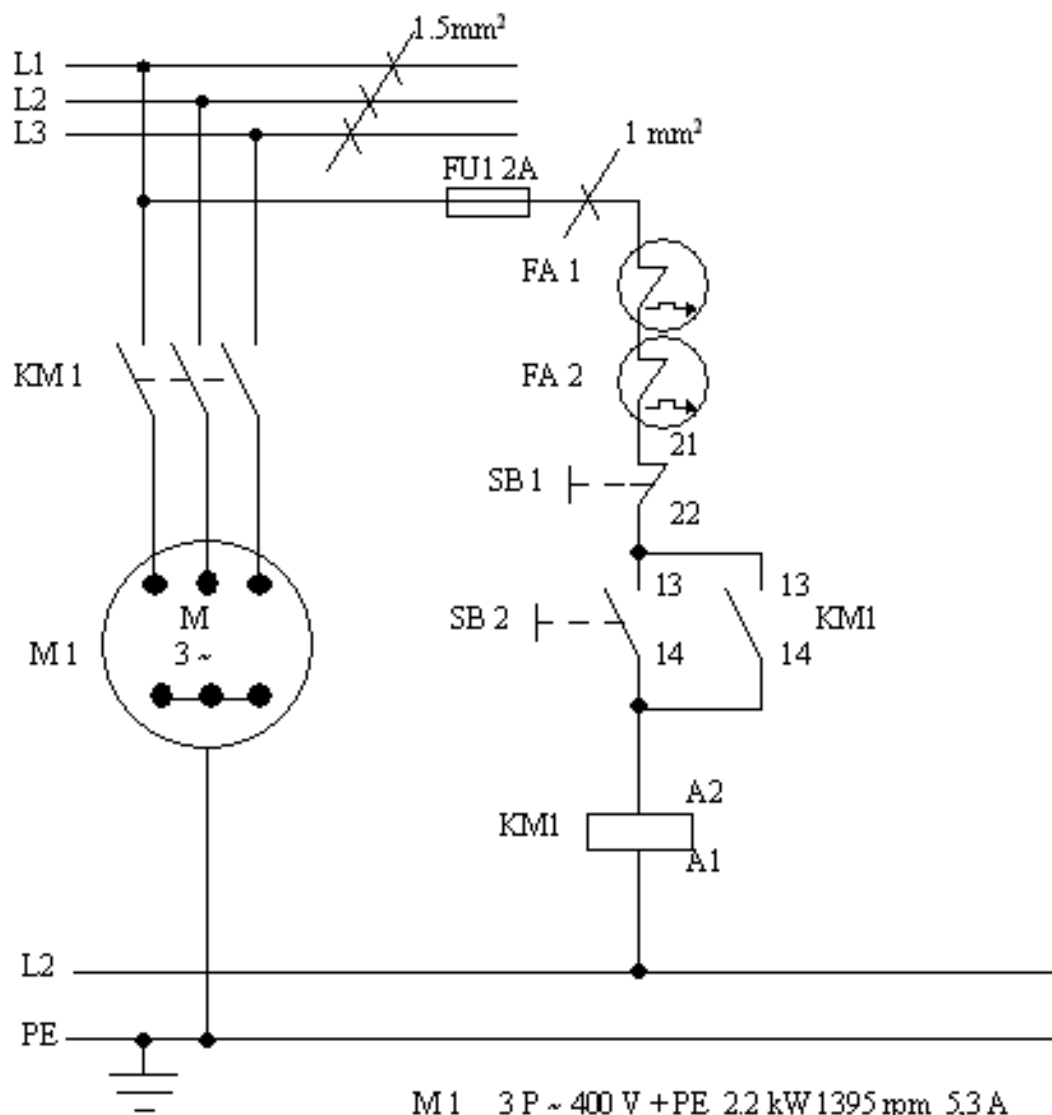 1.5mm²
L1
L2
L3
1 mm²
FU1 2A
FA 1
KM 1
FA 2
21
SB 1
22
13
13
SB 2
KM1
M
3 ~
M 1
14
14
A2
KM1
A1
L2
PE
M 1 3 P ~ 400 V + PE 2.2 kW 1395 rpm 5.3 A